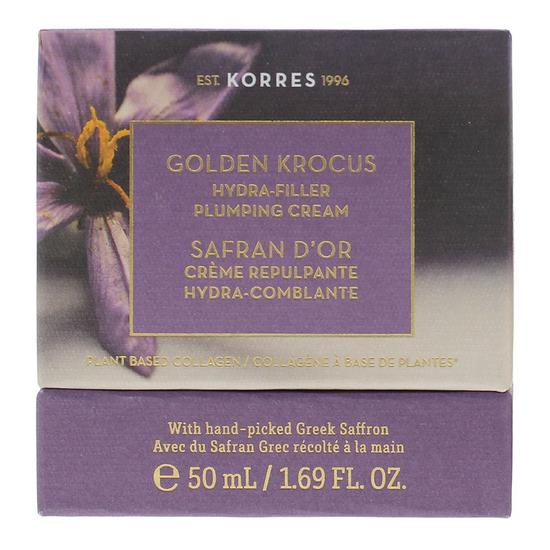 EST. KORRES 1996
GOLDEN KROCUS
HYDRA-FILLER
PLUMPING CREAM
SAFRAN D'OR
CRÈME REPULPANTE
HYDRA-COMBLANTE
PLANT BASED COLLAGEN / COLLAGÈNE À BASE DE PLANTES*
With hand-picked Greek Saffron
Avec du Safran Grec récolté à la main
℮ 50 mL / 1.69 FL. OZ.